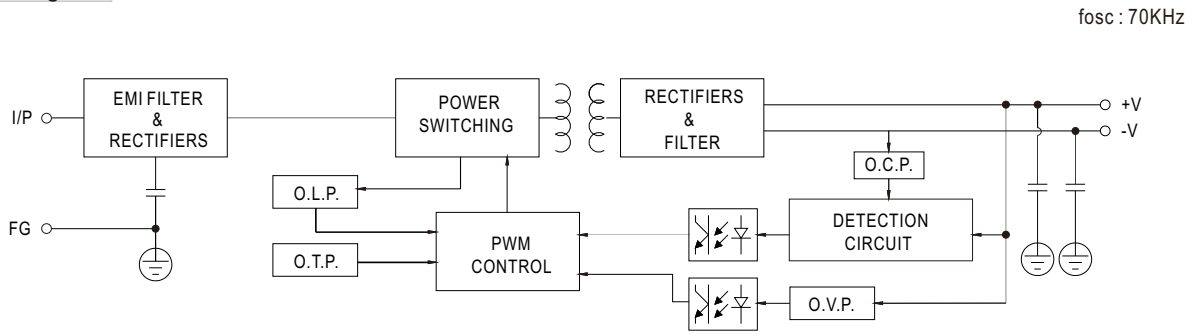 fosc : 70KHz
I/P
EMI FILTER
&
RECTIFIERS
POWER
SWITCHING
RECTIFIERS
&
FILTER
+V
-V
O.C.P.
O.L.P.
FG
O.T.P.
PWM
CONTROL
DETECTION
CIRCUIT
O.V.P.